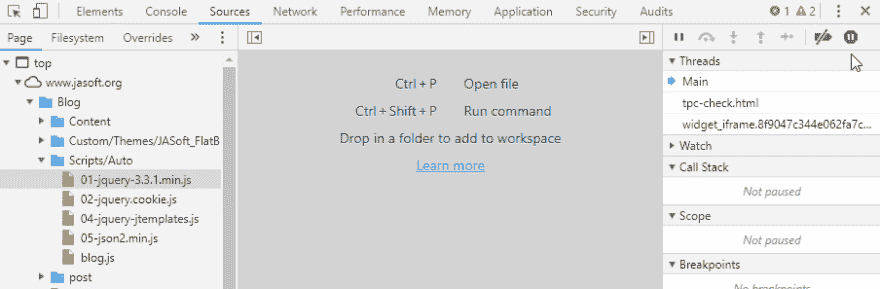 Elements Console Sources Network Performance Memory Application Security Audits 1 2
Page Filesystem Overrides »
top
www.jasoft.org
Blog
Content
Custom/Themes/JASoft_FlatB
Scripts/Auto
01-jquery-3.3.1.min.js
02-jquery.cookie.js
04-jquery-jtemplates.js
05-json2.min.js
blog.js
post
Ctrl + P Open file
Ctrl + Shift + P Run command
Drop in a folder to add to workspace
Learn more
Threads
Main
tpc-check.html
widget_iframe.8f9047c344e062fa7c...
Watch
Call Stack
Not paused
Scope
Not paused
Breakpoints
No breakpoints